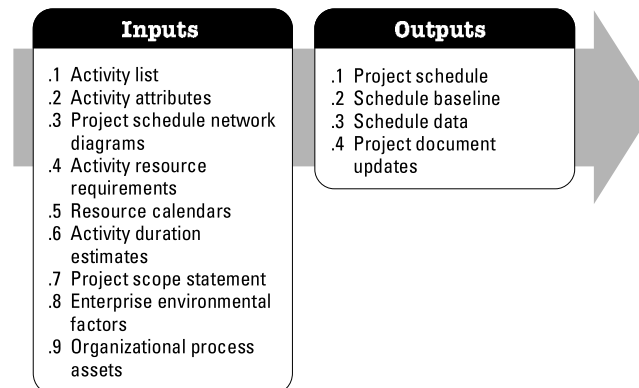 Inputs
.1 Activity list
.2 Activity attributes
.3 Project schedule network
diagrams
.4 Activity resource
requirements
.5 Resource calendars
.6 Activity duration
estimates
.7 Project scope statement
.8 Enterprise environmental
factors
.9 Organizational process
assets
Outputs
.1 Project schedule
.2 Schedule baseline
.3 Schedule data
.4 Project document
updates